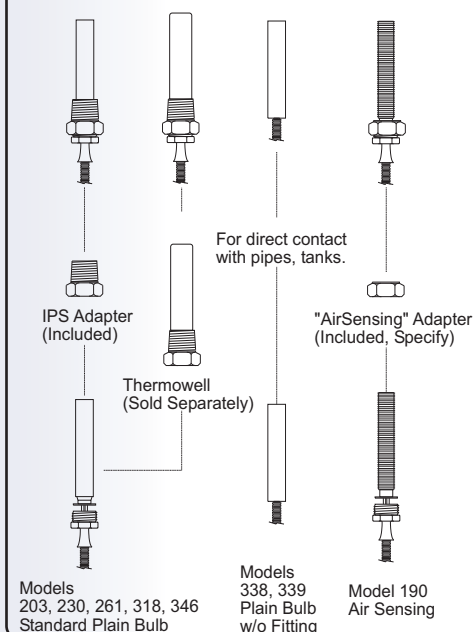 For direct contact
with pipes, tanks.
IPS Adapter
(Included)
"AirSensing" Adapter
(Included, Specify)
Thermowell
(Sold Separately)
Models
203, 230, 261, 318, 346
Standard Plain Bulb
Models
338, 339
Plain Bulb
w/o Fitting
Model 190
Air Sensing